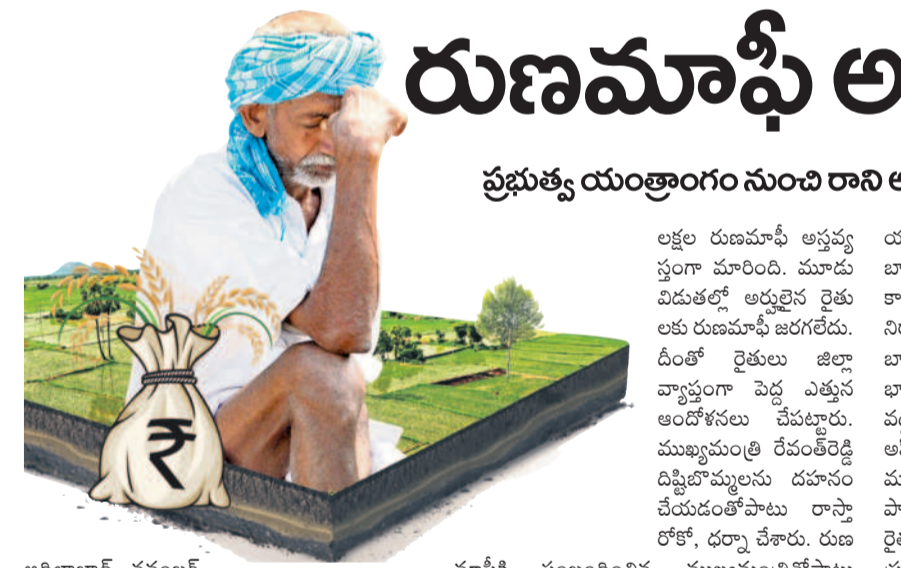 రుణమాఫీ అ
ప్రభుత్వ యంత్రాంగం నుంచి రాని
లక్షల రుణమాఫీ అస్తవ్య
స్తంగా మారింది. మూడు
విడుతల్లో అర్హులైన రైతు
లకు రుణమాఫీ జరగలేదు.
దీంతో రైతులు జిల్లా
వ్యాప్తంగా పెద్ద ఎత్తున
ఆందోళనలు చేపట్టారు.
ముఖ్యమంత్రి రేవంత్‌రెడ్డి
దిష్టిబొమ్మలను దహనం
చేయడంతోపాటు రాస్తా
రోకో, ధర్నా చేశారు. రుణ
₹